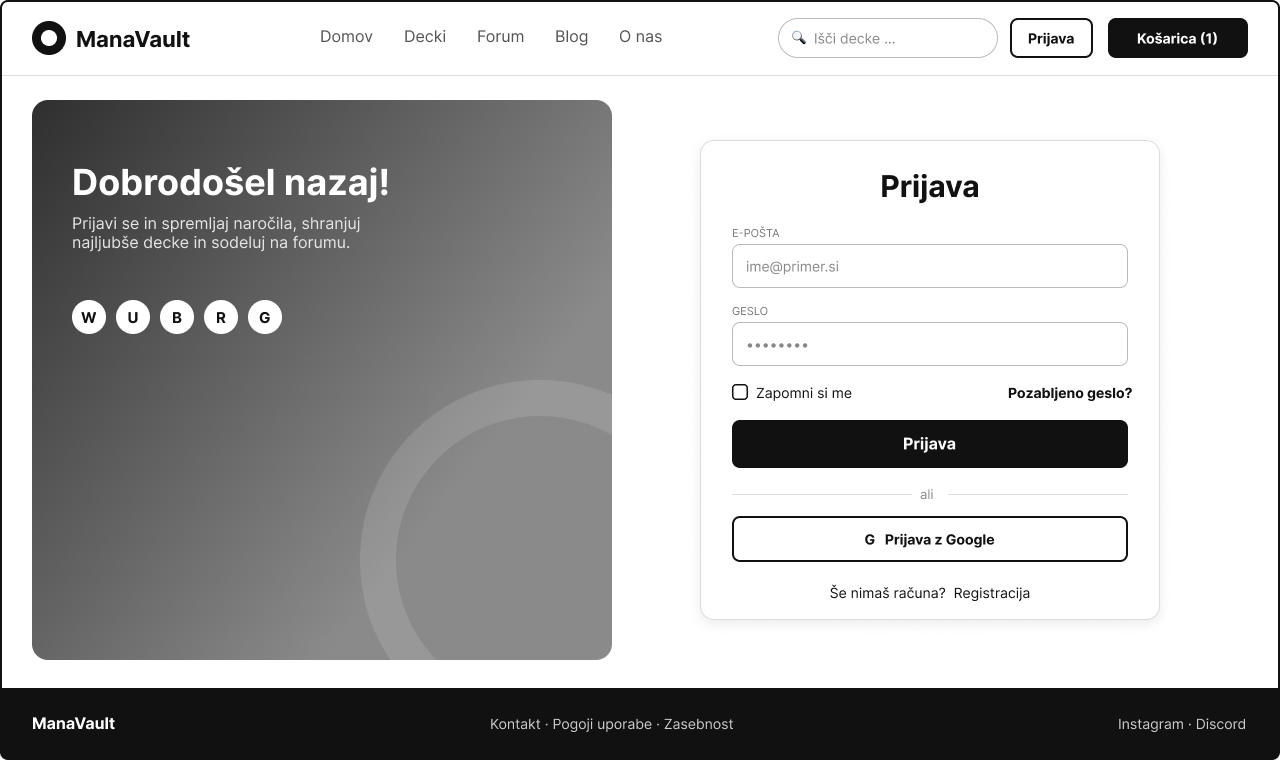 ManaVault
Domov Decki Forum Blog O nas
Išči decke ...
Prijava
Košarica (1)
Dobrodošel nazaj!
Prijavi se in spremljaj naročila, shranjuj
najljubše decke in sodeluj na forumu.
W U B R G
Prijava
E-POŠTA
ime@primer.si
GESLO
••••••••
Zapomni si me
Pozabljeno geslo?
Prijava
ali
G Prijava z Google
Še nimaš računa? Registracija
ManaVault
Kontakt · Pogoji uporabe · Zasebnost
Instagram · Discord